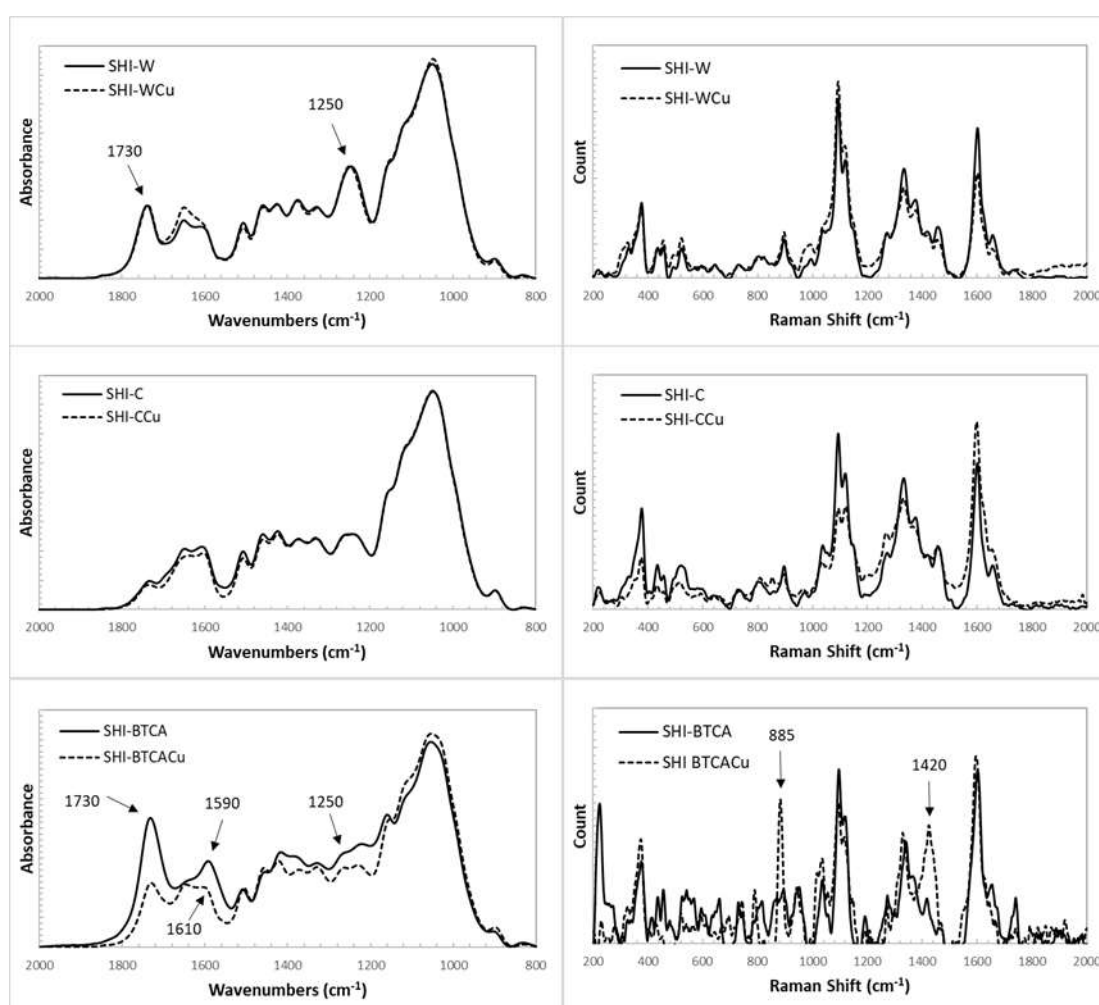 SHI-W
SHI-WCu
1730
1250
Absorbance
2000 1800 1600 1400 1200 1000 800
Wavenumbers (cm⁻¹)
SHI-W
SHI-WCu
Count
200 400 600 800 1000 1200 1400 1600 1800 2000
Raman Shift (cm⁻¹)
SHI-C
SHI-CCu
Absorbance
2000 1800 1600 1400 1200 1000 800
Wavenumbers (cm⁻¹)
SHI-C
SHI-CCu
Count
200 400 600 800 1000 1200 1400 1600 1800 2000
Raman Shift (cm⁻¹)
SHI-BTCA
SHI-BTCACu
1730
1590
1250
1610
Absorbance
2000 1800 1600 1400 1200 1000 800
Wavenumbers (cm⁻¹)
SHI-BTCA
SHI BTCACu
885
1420
Count
200 400 600 800 1000 1200 1400 1600 1800 2000
Raman Shift (cm⁻¹)